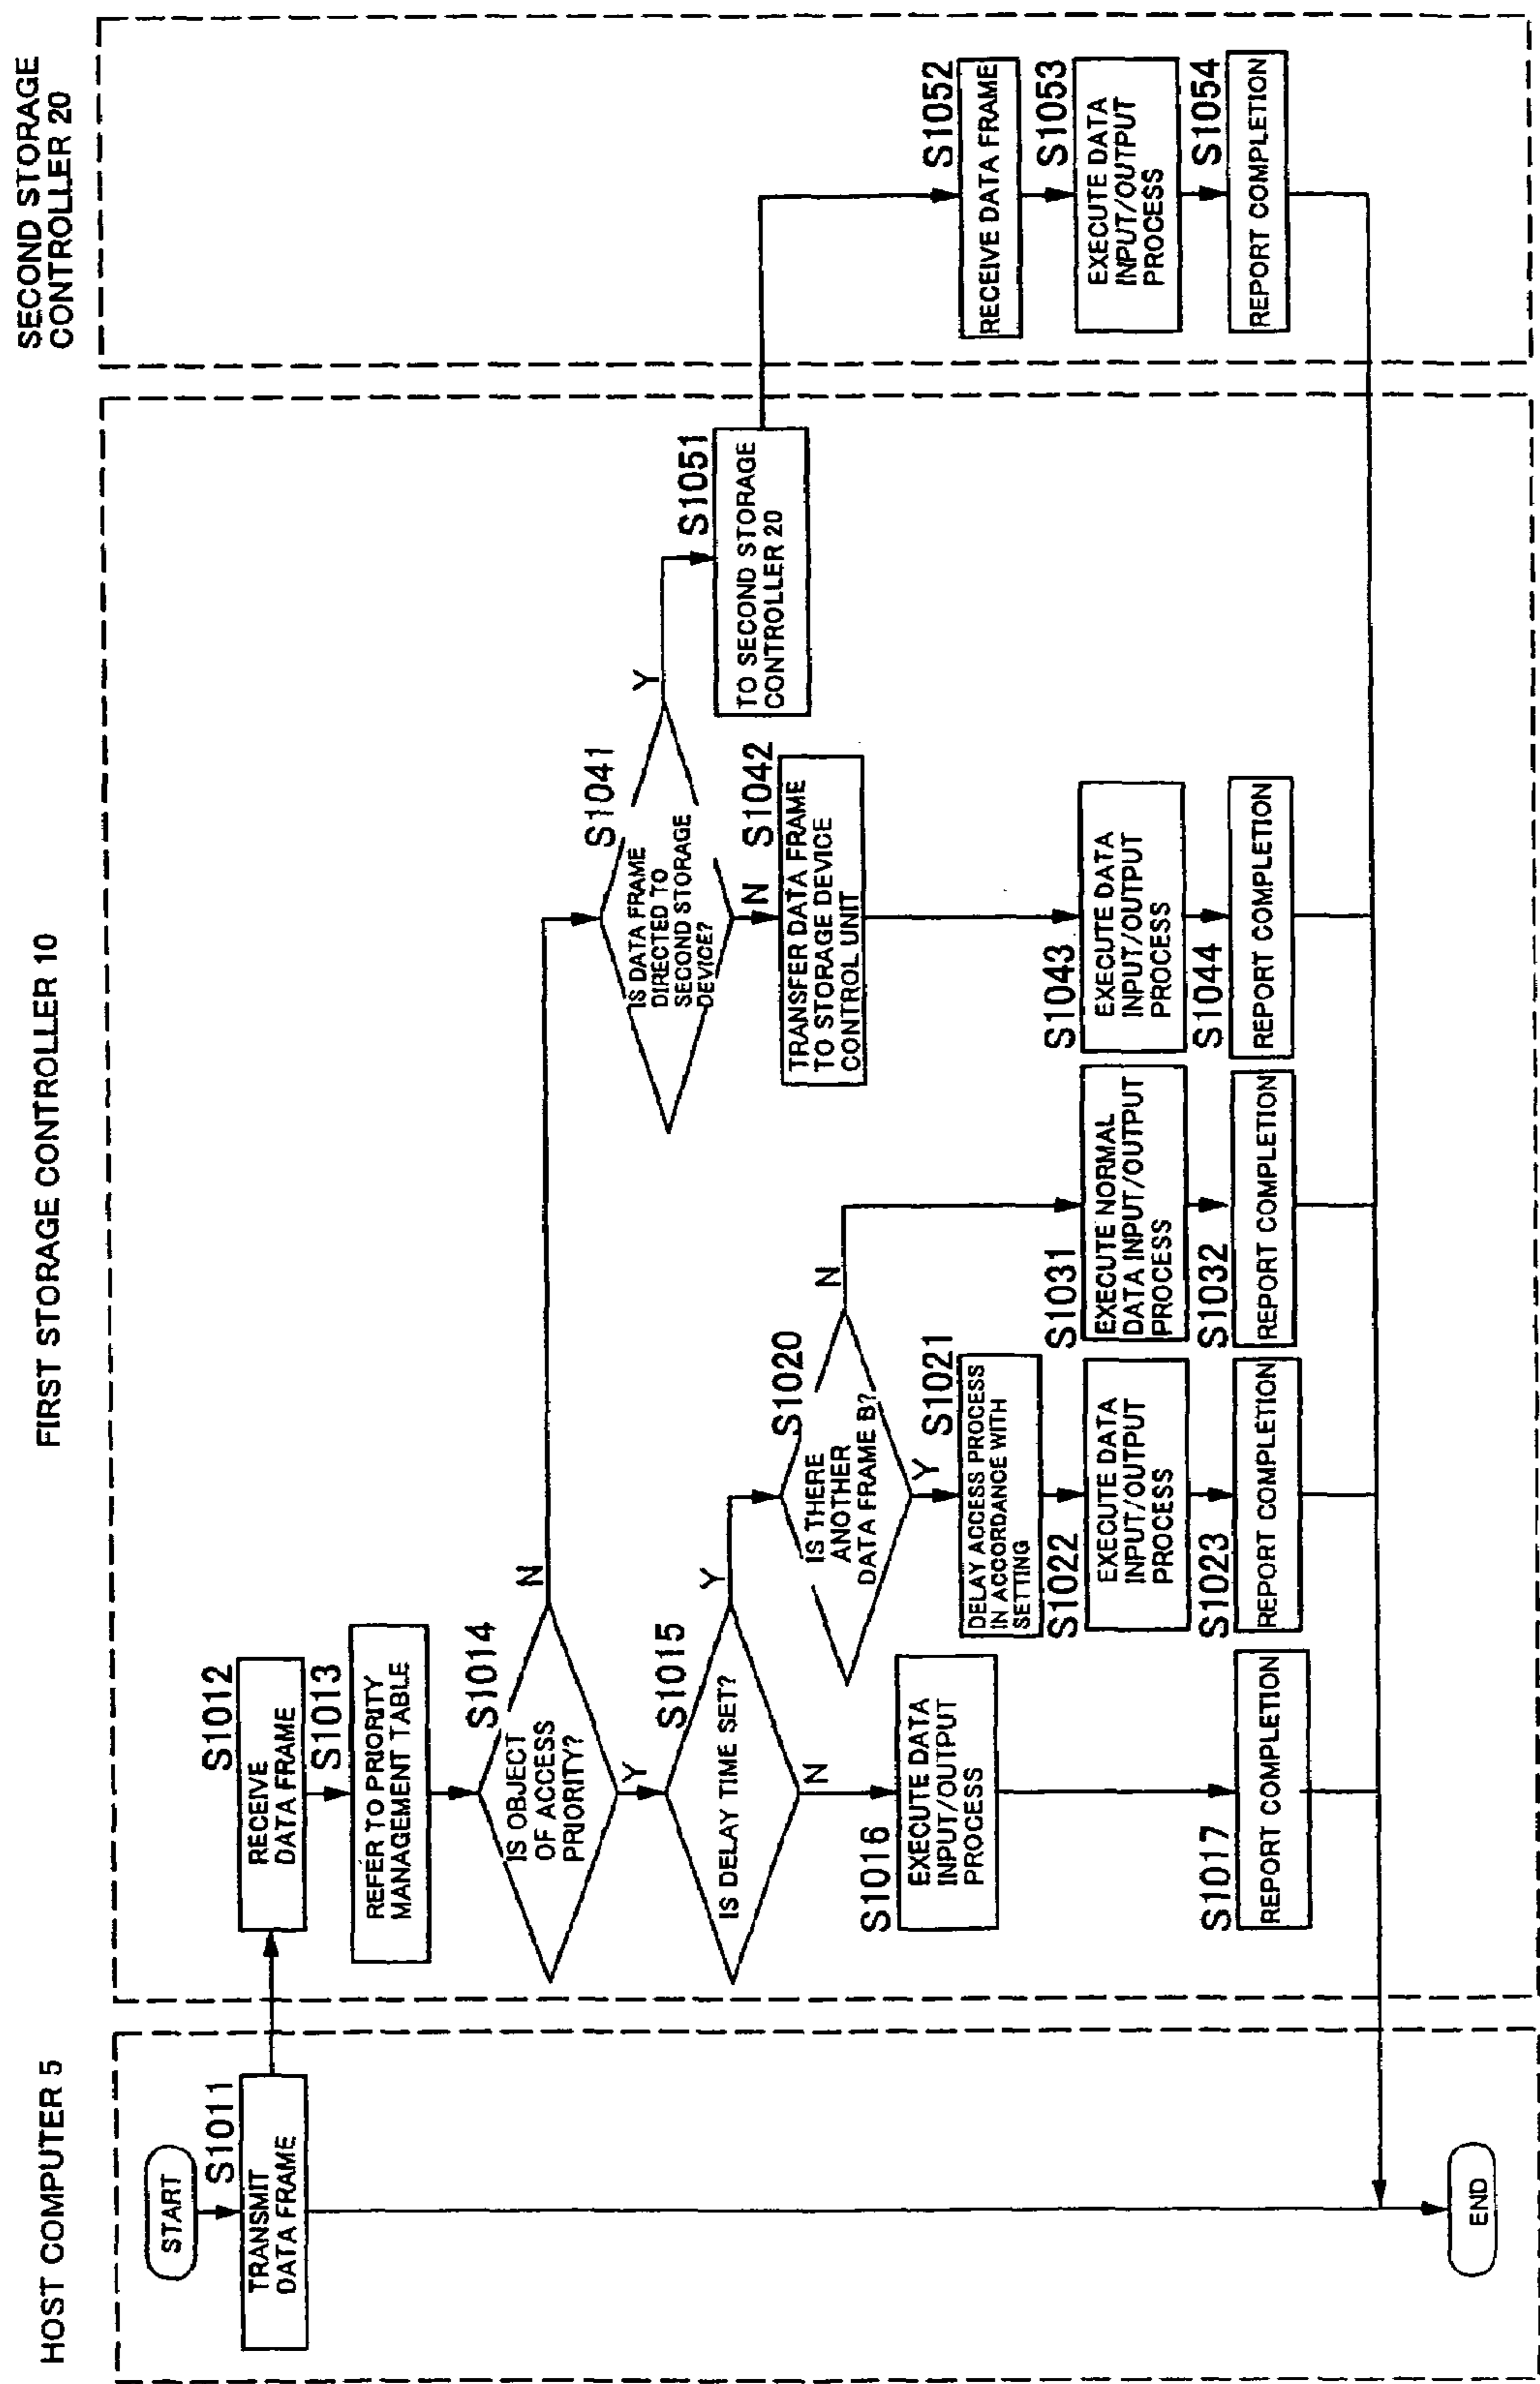 HOST COMPUTER 5
START
S1011
TRANSMIT
DATA FRAME
END
FIRST STORAGE CONTROLLER 10
S1012
RECEIVE
DATA FRAME
S1013
REFER TO PRIORITY
MANAGEMENT TABLE
S1014
IS OBJECT
OF ACCESS
PRIORITY?
N
Y
S1015
IS DELAY TIME SET?
Y
N
S1016
EXECUTE DATA
INPUT/OUTPUT
PROCESS
S1017
REPORT COMPLETION
S1020
IS THERE
ANOTHER
DATA FRAME B?
N
Y
S1021
DELAY ACCESS PROCESS
IN ACCORDANCE WITH
SETTING
S1022
EXECUTE DATA
INPUT/OUTPUT
PROCESS
S1023
REPORT COMPLETION
S1031
EXECUTE NORMAL
DATA INPUT/OUTPUT
PROCESS
S1032
REPORT COMPLETION
S1041
IS DATA FRAME
DIRECTED TO
SECOND STORAGE
DEVICE?
Y
N
S1042
TRANSFER DATA FRAME
TO STORAGE DEVICE
CONTROL UNIT
S1043
EXECUTE DATA
INPUT/OUTPUT
PROCESS
S1044
REPORT COMPLETION
S1051
TO SECOND STORAGE
CONTROLLER 20
SECOND STORAGE
CONTROLLER 20
S1052
RECEIVE DATA FRAME
S1053
EXECUTE DATA
INPUT/OUTPUT
PROCESS
S1054
REPORT COMPLETION